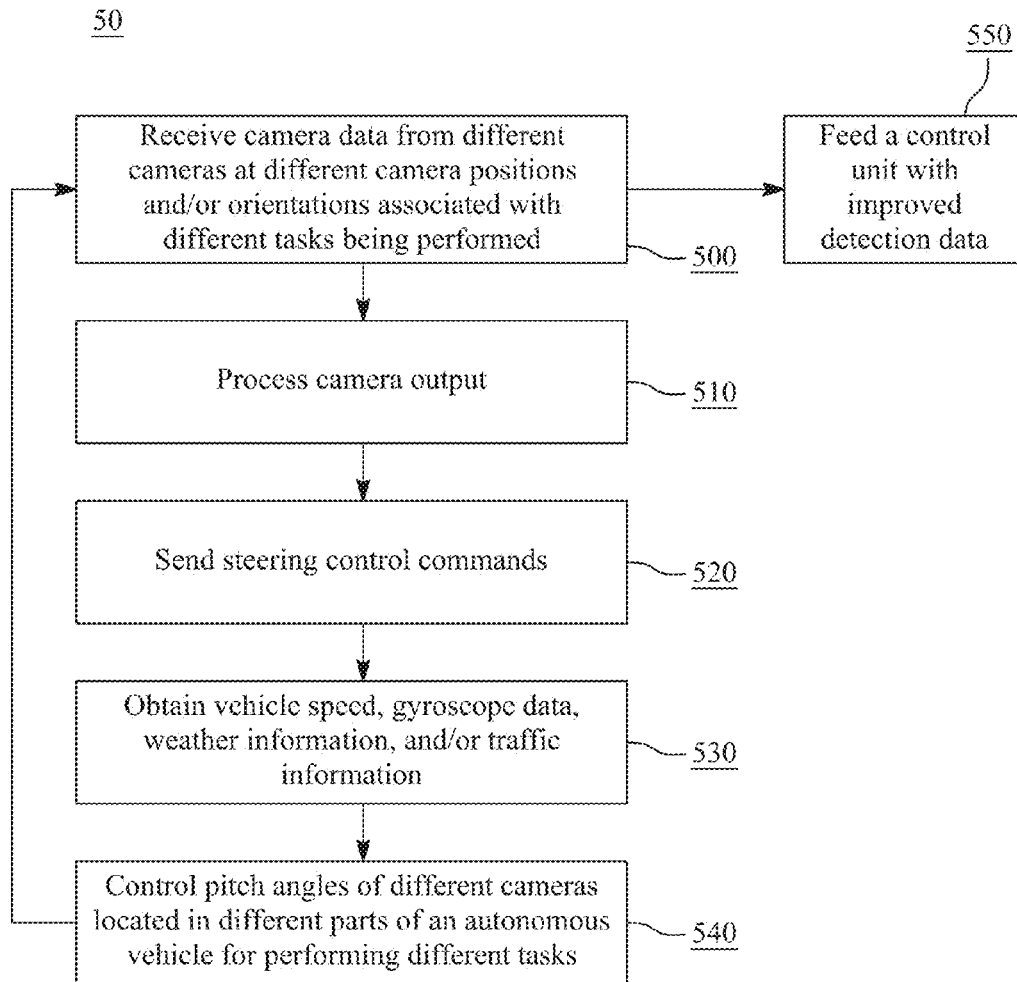 50
550
Receive camera data from different
cameras at different camera positions
and/or orientations associated with
different tasks being performed
500
Feed a control
unit with
improved
detection data
Process camera output
510
Send steering control commands
520
Obtain vehicle speed, gyroscope data,
weather information, and/or traffic
information
530
Control pitch angles of different cameras
located in different parts of an autonomous
vehicle for performing different tasks
540